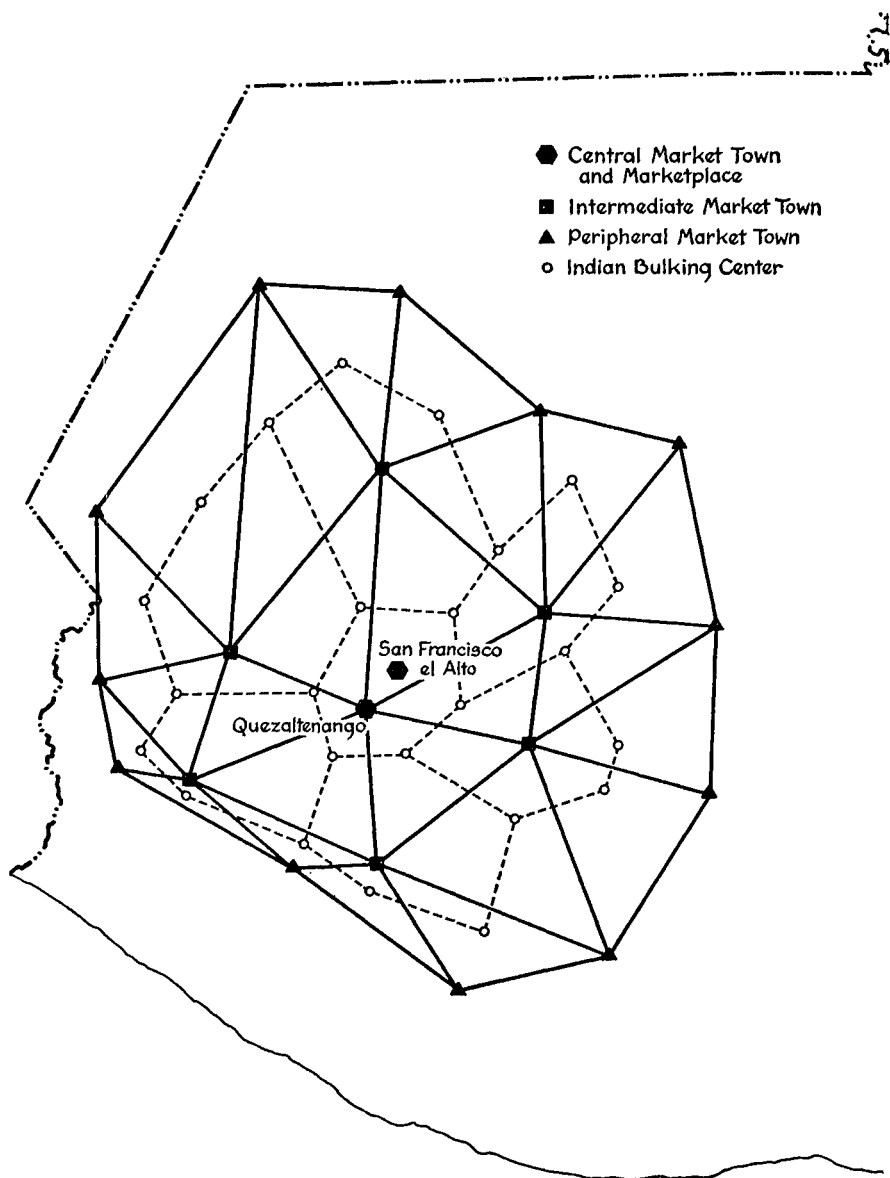 Central Market Town
and Marketplace
Intermediate Market Town
Peripheral Market Town
Indian Bulking Center
San Francisco
el Alto
Quezaltenango